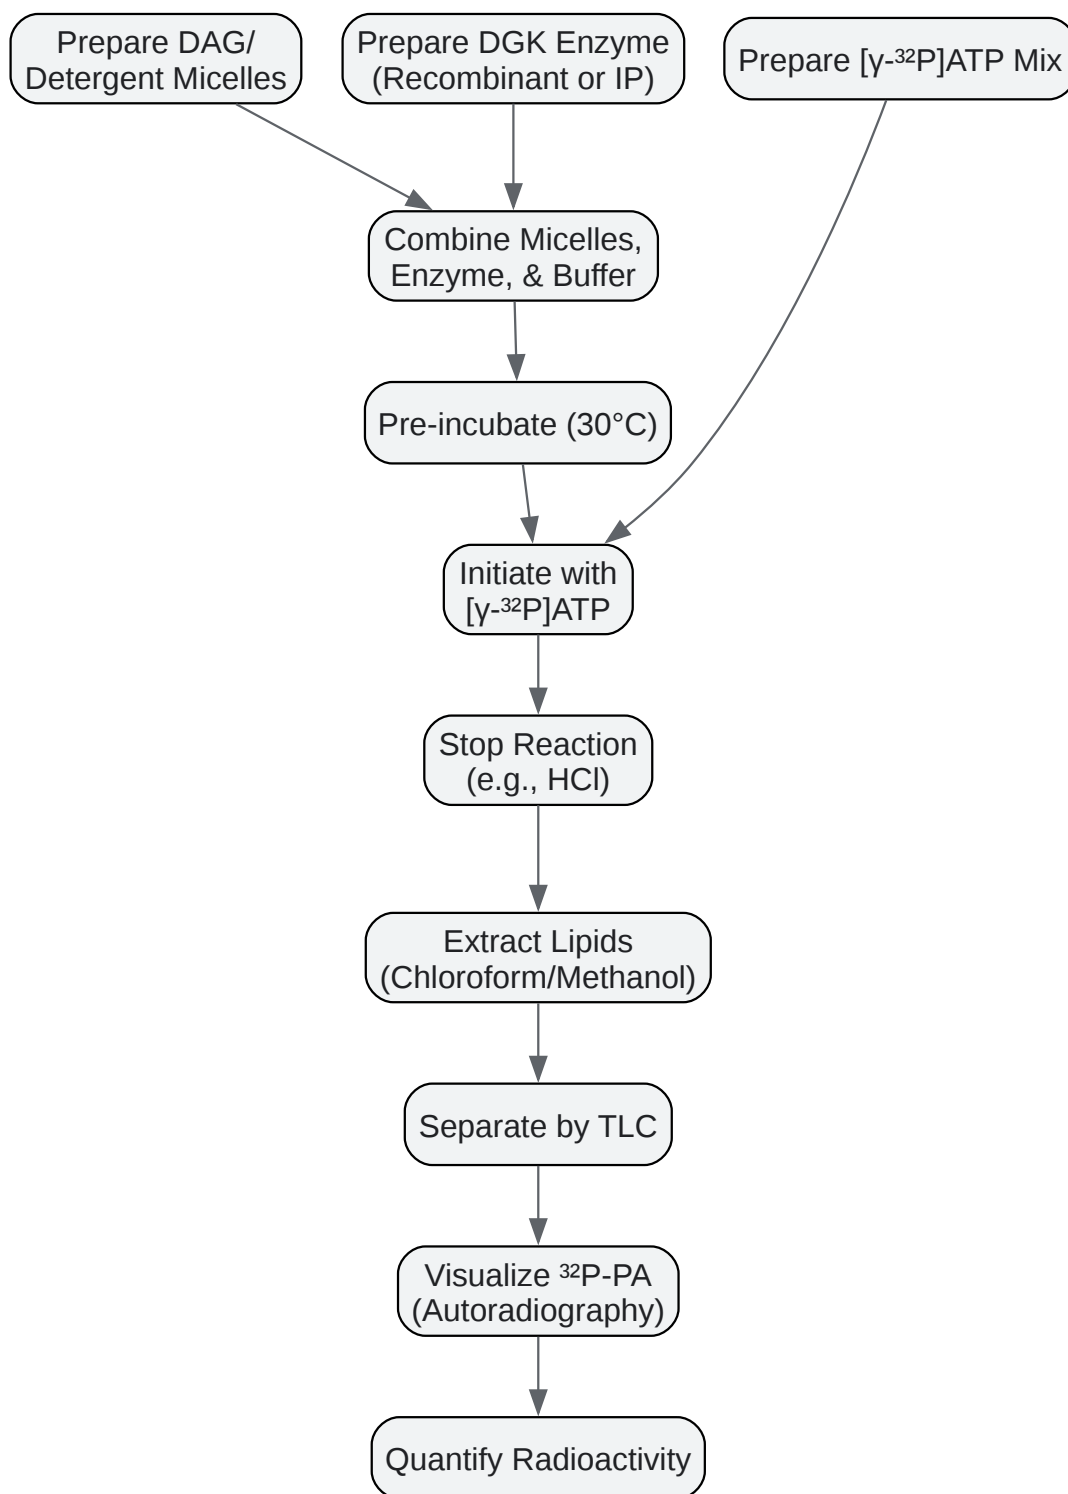 Prepare DAG/
Detergent Micelles
Prepare DGK Enzyme
(Recombinant or IP)
Prepare [γ-³²P]ATP Mix
Combine Micelles,
Enzyme, & Buffer
Pre-incubate (30°C)
Initiate with
[γ-³²P]ATP
Stop Reaction
(e.g., HCl)
Extract Lipids
(Chloroform/Methanol)
Separate by TLC
Visualize ³²P-PA
(Autoradiography)
Quantify Radioactivity